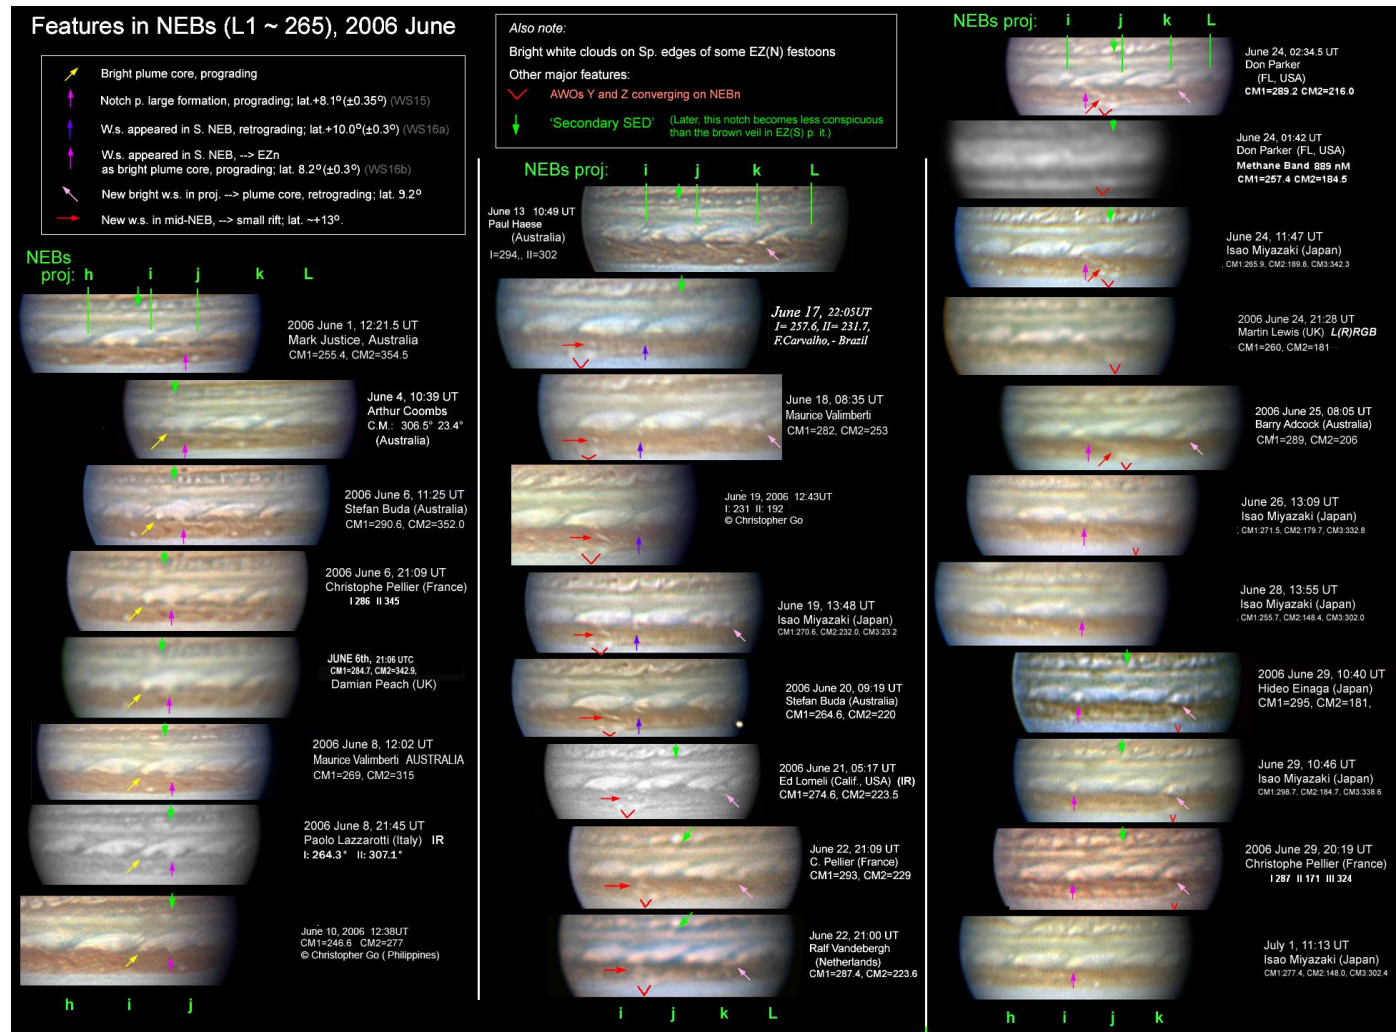 Features in NEBs (L1 ~ 265), 2006 June
Bright plume core, prograding
Notch p. large formation, prograding; lat.+8.1° (±0.35°) (WS15)
W.s. appeared in S. NEB, retrograding; lat.+10.0° (±0.3°) (WS16a)
W.s. appeared in S. NEB, --> EZn
as bright plume core, prograding; lat. 8.2° (±0.3°) (WS16b)
New bright w.s. in proj. --> plume core, retrograding; lat. 9.2°
New w.s. in mid-NEB, --> small rift; lat. ~+13°.
NEBs
proj: h i j k L
2006 June 1, 12:21.5 UT
Mark Justice, Australia
CM1=255.4, CM2=354.5
June 4, 10:39 UT
Arthur Coombs
C.M.: 306.5° 23.4°
(Australia)
2006 June 6, 11:25 UT
Stefan Buda (Australia)
CM1=290.6, CM2=352.0
2006 June 6, 21:09 UT
Christophe Pellier (France)
I 286 II 345
JUNE 6th, 21:06 UTC
CM1=284.7, CM2=342.9,
Damian Peach (UK)
2006 June 8, 12:02 UT
Maurice Valimberti AUSTRALIA
CM1=269, CM2=315
2006 June 8, 21:45 UT
Paolo Lazzarotti (Italy) IR
I: 264.3° II: 307.1°
June 10, 2006 12:38UT
CM1=246.6 CM2=277
© Christopher Go ( Philippines)
h i j
Also note:
Bright white clouds on Sp. edges of some EZ(N) festoons
Other major features:
AWOs Y and Z converging on NEBn
'Secondary SED' (Later, this notch becomes less conspicuous
than the brown veil in EZ(S) p. it.)
NEBs proj: i j k L
June 13 10:49 UT
Paul Haese
(Australia)
I=294,, II=302
June 17, 22:05UT
I= 257.6, II= 231.7,
F.Carvalho,- Brazil
June 18, 08:35 UT
Maurice Valimberti
CM1=282, CM2=253
June 19, 2006 12:43UT
I: 231 II: 192
© Christopher Go
June 19, 13:48 UT
Isao Miyazaki (Japan)
CM1:270.6, CM2:232.0, CM3:23.2
2006 June 20, 09:19 UT
Stefan Buda (Australia)
CM1=264.6, CM2=220
2006 June 21, 05:17 UT
Ed Lomeli (Calif., USA) (IR)
CM1=274.6, CM2=223.5
June 22, 21:09 UT
C. Pellier (France)
CM1=293, CM2=229
June 22, 21:00 UT
Ralf Vandebergh
(Netherlands)
CM1=287.4, CM2=223.6
i j k L
NEBs proj: i j k L
June 24, 02:34.5 UT
Don Parker
(FL, USA)
CM1=289.2 CM2=216.0
June 24, 01:42 UT
Don Parker (FL, USA)
Methane Band 889 nM
CM1=257.4 CM2=184.5
June 24, 11:47 UT
Isao Miyazaki (Japan)
, CM1:265.9, CM2:189.8, CM3:342.3
2006 June 24, 21:28 UT
Martin Lewis (UK) L(R)RGB
CM1=260, CM2=181
2006 June 25, 08:05 UT
Barry Adcock (Australia)
CM1=289, CM2=206
June 26, 13:09 UT
Isao Miyazaki (Japan)
, CM1:271.5, CM2:179.7, CM3:332.8
June 28, 13:55 UT
Isao Miyazaki (Japan)
, CM1:255.7, CM2:148.4, CM3:302.0
2006 June 29, 10:40 UT
Hideo Einaga (Japan)
CM1=295, CM2=181,
June 29, 10:46 UT
Isao Miyazaki (Japan)
CM1:298.7, CM2:184.7, CM3:338.6
2006 June 29, 20:19 UT
Christophe Pellier (France)
I 287 II 171 III 324
July 1, 11:13 UT
Isao Miyazaki (Japan)
CM1:277.4, CM2:148.0, CM3:302.4
h i j k